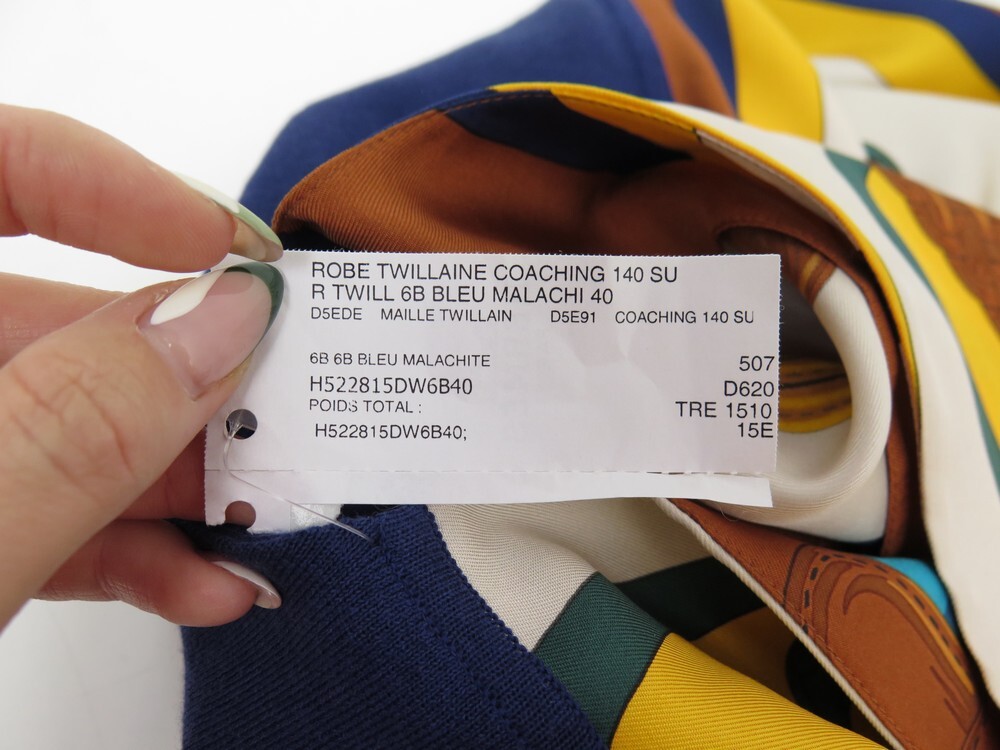 ROBE TWILLAINE COACHING 140 SU
R TWILL 6B BLEU MALACHI 40
D5EDE MAILLE TWILLAIN D5E91 COACHING 140 SU
6B 6B BLEU MALACHITE 507
H522815DW6B40 D620
POIDS TOTAL : TRE 1510
H522815DW6B40; 15E